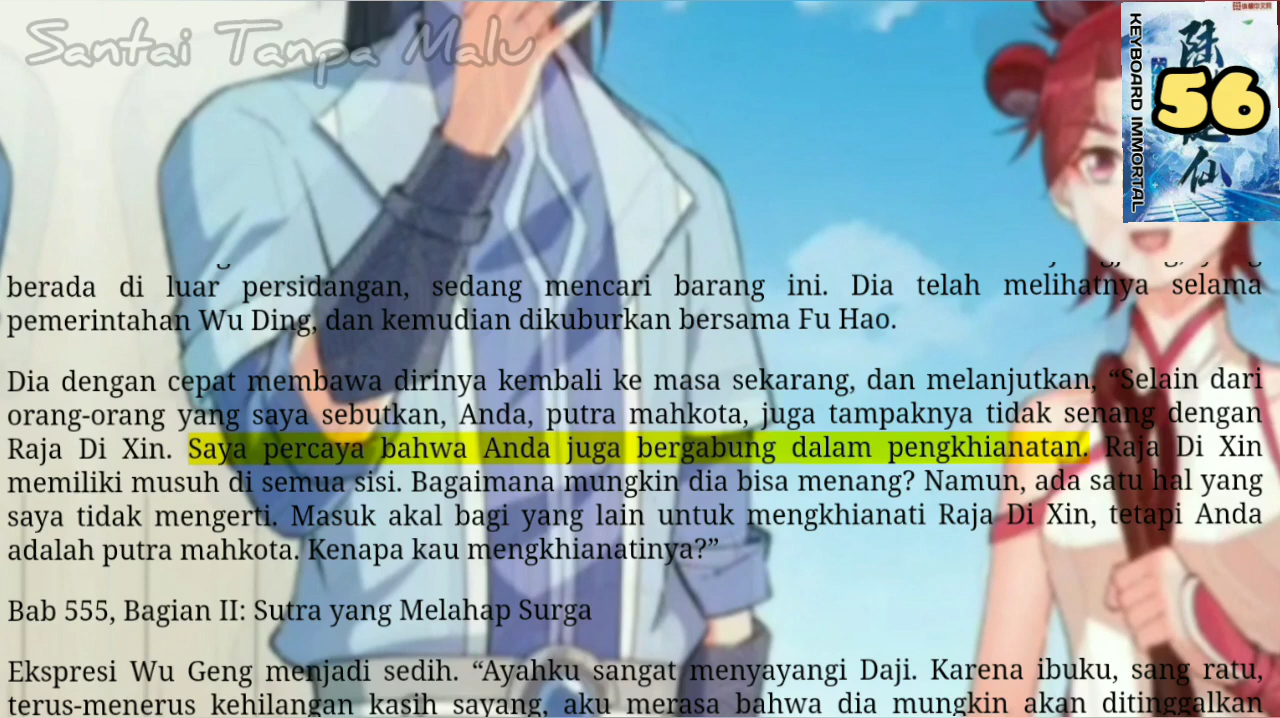 Santai Tanpa Malu
KEYBOARD IMMORTAL
56
仙
berada di luar persidangan, sedang mencari barang ini. Dia telah melihatnya selama
pemerintahan Wu Ding, dan kemudian dikuburkan bersama Fu Hao.
Dia dengan cepat membawa dirinya kembali ke masa sekarang, dan melanjutkan, “Selain dari
orang-orang yang saya sebutkan, Anda, putra mahkota, juga tampaknya tidak senang dengan
Raja Di Xin. Saya percaya bahwa Anda juga bergabung dalam pengkhianatan. Raja Di Xin
memiliki musuh di semua sisi. Bagaimana mungkin dia bisa menang? Namun, ada satu hal yang
saya tidak mengerti. Masuk akal bagi yang lain untuk mengkhianati Raja Di Xin, tetapi Anda
adalah putra mahkota. Kenapa kau mengkhianatinya?”
Bab 555, Bagian II: Sutra yang Melahap Surga
Ekspresi Wu Geng menjadi sedih. “Ayahku sangat menyayangi Daji. Karena ibuku, sang ratu,
terus-menerus kehilangan kasih sayang, aku merasa bahwa dia mungkin akan ditinggalkan